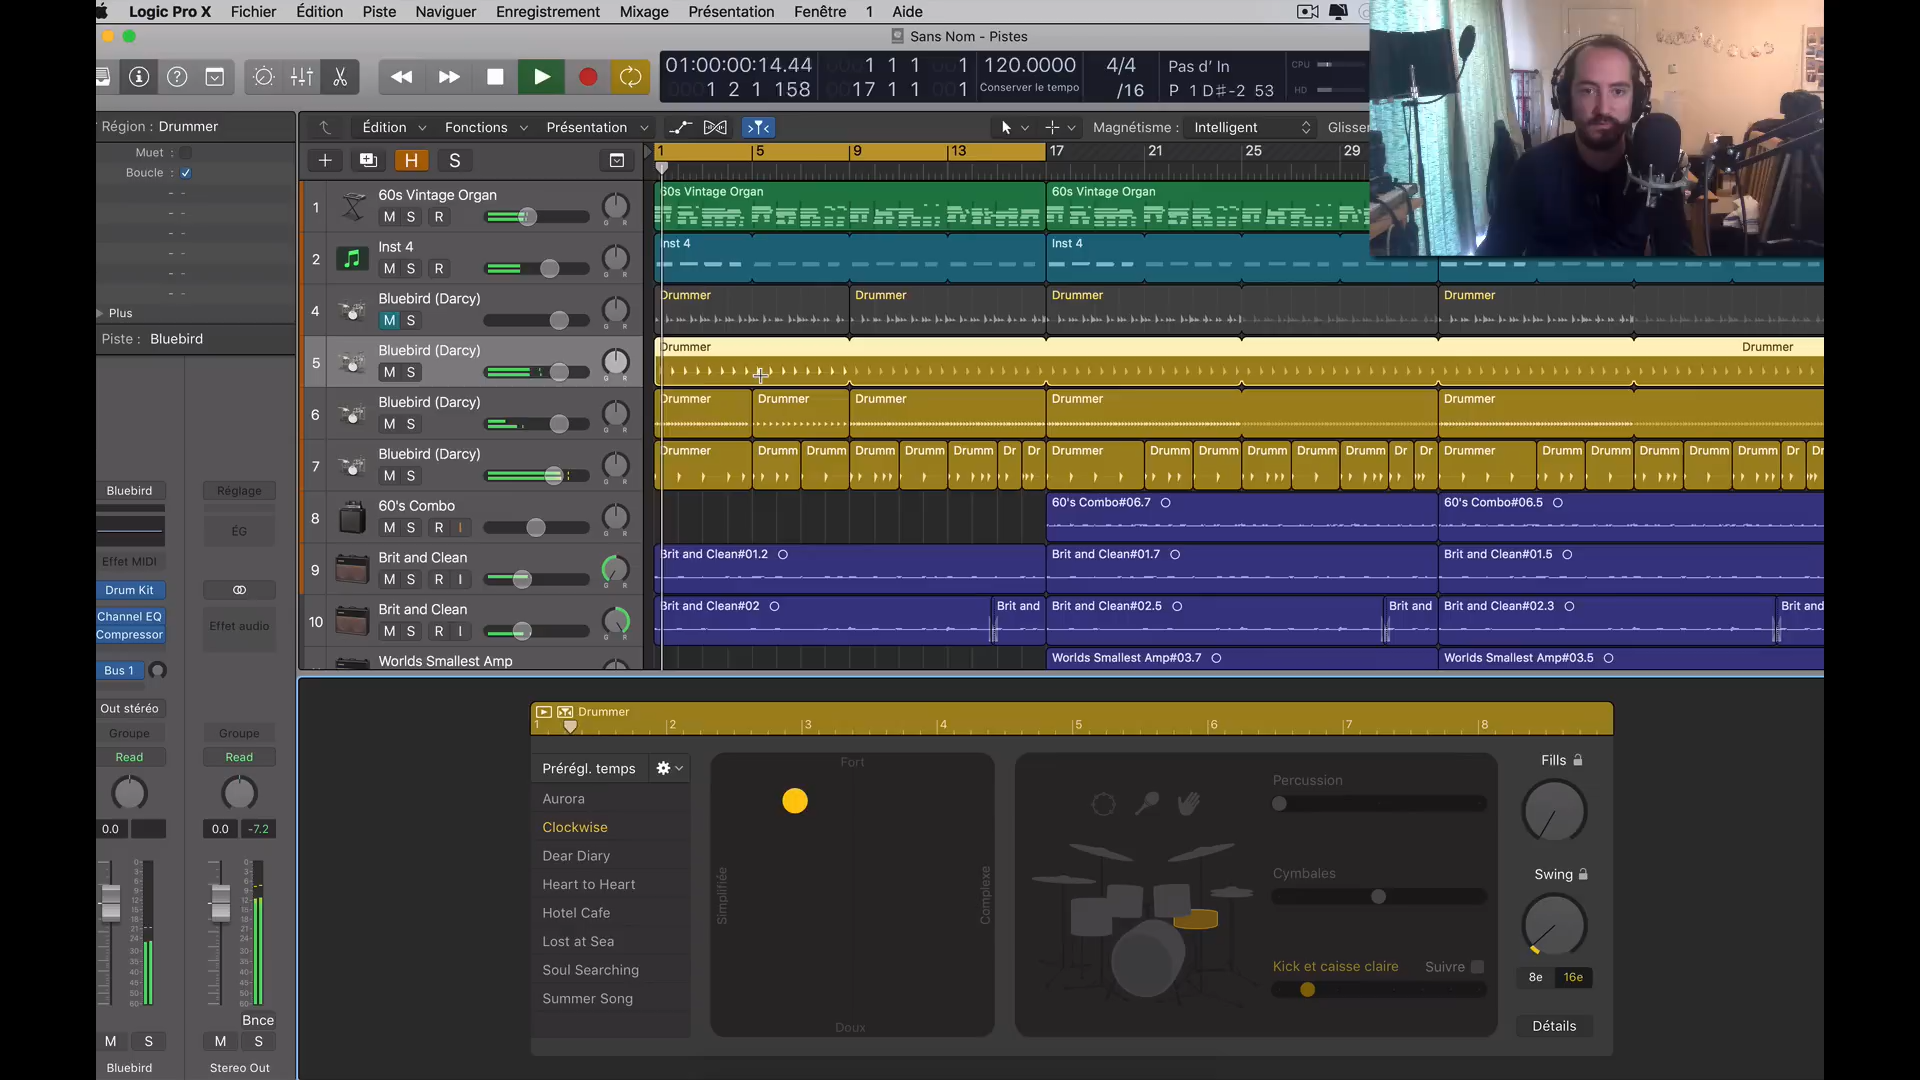 Logic Pro X Fichier Édition Piste Naviguer Enregistrement Mixage Présentation Fenêtre 1 Aide
Sans Nom - Pistes
01:00:00:14.44 1 1 1 1 120.0000 4/4 Pas d' In CPU
1 2 1 158 17 1 1 1 Conserver le tempo /16 P 1 D#-2 53 HD
Région : Drummer
Édition Fonctions Présentation Magnétisme : Intelligent Glisser
Muet :
Boucle :
H S
1 5 9 13 17 21 25 29
Plus
Piste : Bluebird
1 60s Vintage Organ
M S R
60s Vintage Organ 60s Vintage Organ
2 Inst 4
M S R
Inst 4 Inst 4
4 Bluebird (Darcy)
M S
Drummer Drummer Drummer Drummer
5 Bluebird (Darcy)
M S
Drummer Drummer
6 Bluebird (Darcy)
M S
Drummer Drummer Drummer Drummer Drummer
7 Bluebird (Darcy)
M S
Drummer Drumm Drumm Drumm Drumm Drumm Dr Dr Drummer Drumm Drumm Drumm Drumm Drumm Dr Dr Drummer Drumm Drumm Drumm Drumm Drumm Dr Dr
8 60's Combo
M S R I
60's Combo#06.7 60's Combo#06.5
9 Brit and Clean
M S R I
Brit and Clean#01.2 Brit and Clean#01.7 Brit and Clean#01.5
10 Brit and Clean
M S R I
Brit and Clean#02 Brit and Brit and Clean#02.5 Brit and Brit and Clean#02.3 Brit and
Worlds Smallest Amp
Worlds Smallest Amp#03.7 Worlds Smallest Amp#03.5
Bluebird Réglage
ÉG
Effet MIDI
Drum Kit
Channel EQ
Compressor
Effet audio
Bus 1
Out stéréo
Groupe Groupe
Read Read
0.0 0.0 -7.2
Bnce
M S M S
Bluebird Stereo Out
Drummer
1 2 3 4 5 6 7 8
Prérégl. temps
Aurora
Clockwise
Dear Diary
Heart to Heart
Hotel Cafe
Lost at Sea
Soul Searching
Summer Song
Fort
Simplifiée
Complexe
Doux
Percussion
Cymbales
Kick et caisse claire Suivre
Fills
Swing
8e 16e
Détails